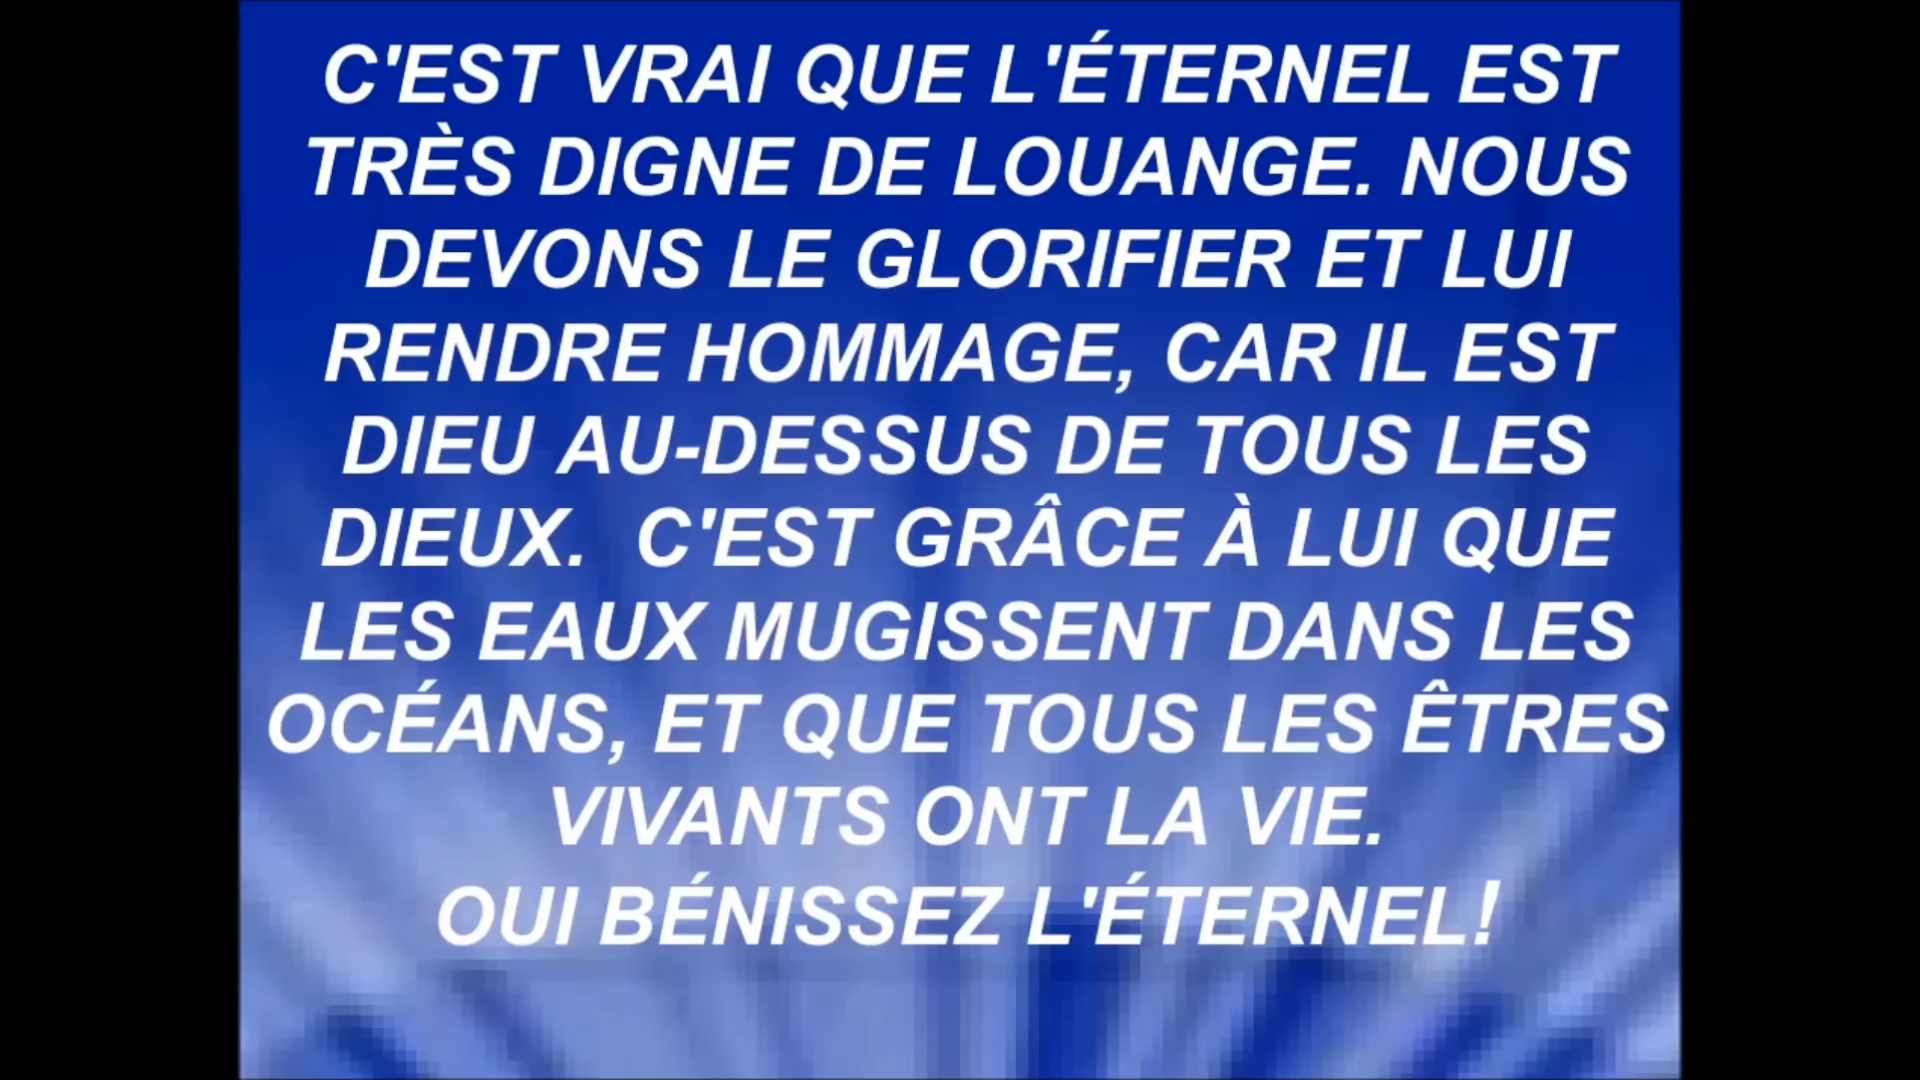 C'EST VRAI QUE L'ÉTERNEL EST
TRÈS DIGNE DE LOUANGE. NOUS
DEVONS LE GLORIFIER ET LUI
RENDRE HOMMAGE, CAR IL EST
DIEU AU-DESSUS DE TOUS LES
DIEUX.  C'EST GRÂCE À LUI QUE
LES EAUX MUGISSENT DANS LES
OCÉANS, ET QUE TOUS LES ÊTRES
VIVANTS ONT LA VIE.
OUI BÉNISSEZ L'ÉTERNEL!